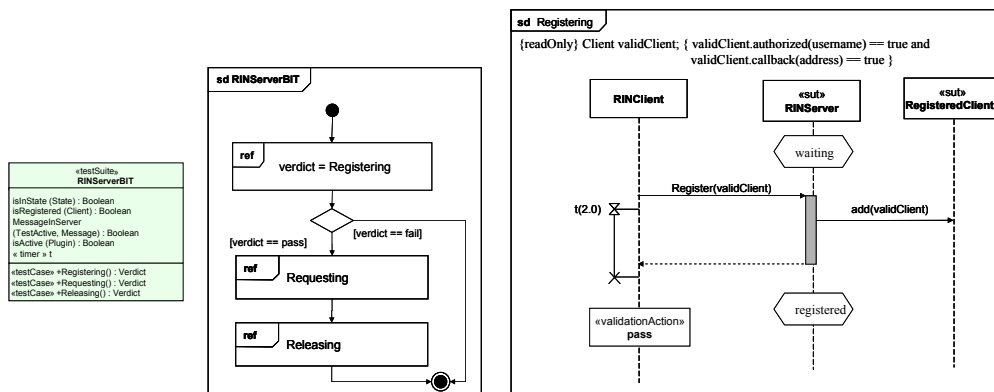 «testSuite»
RINServerBIT
isInState (State) : Boolean
isRegistered (Client) : Boolean
MessageInServer
(TestActive, Message) : Boolean
isActive (Plugin) : Boolean
« timer » t
«testCase» +Registering() : Verdict
«testCase» +Requesting() : Verdict
«testCase» +Releasing() : Verdict
sd RINServerBIT
ref
verdict = Registering
[verdict == pass]
[verdict == fail]
ref
Requesting
ref
Releasing
sd Registering
{readOnly} Client validClient; { validClient.authorized(username) == true and
validClient.callback(address) == true }
RINClient
«sut»
RINServer
«sut»
RegisteredClient
waiting
Register(validClient)
t(2.0)
add(validClient)
registered
«validationAction»
pass